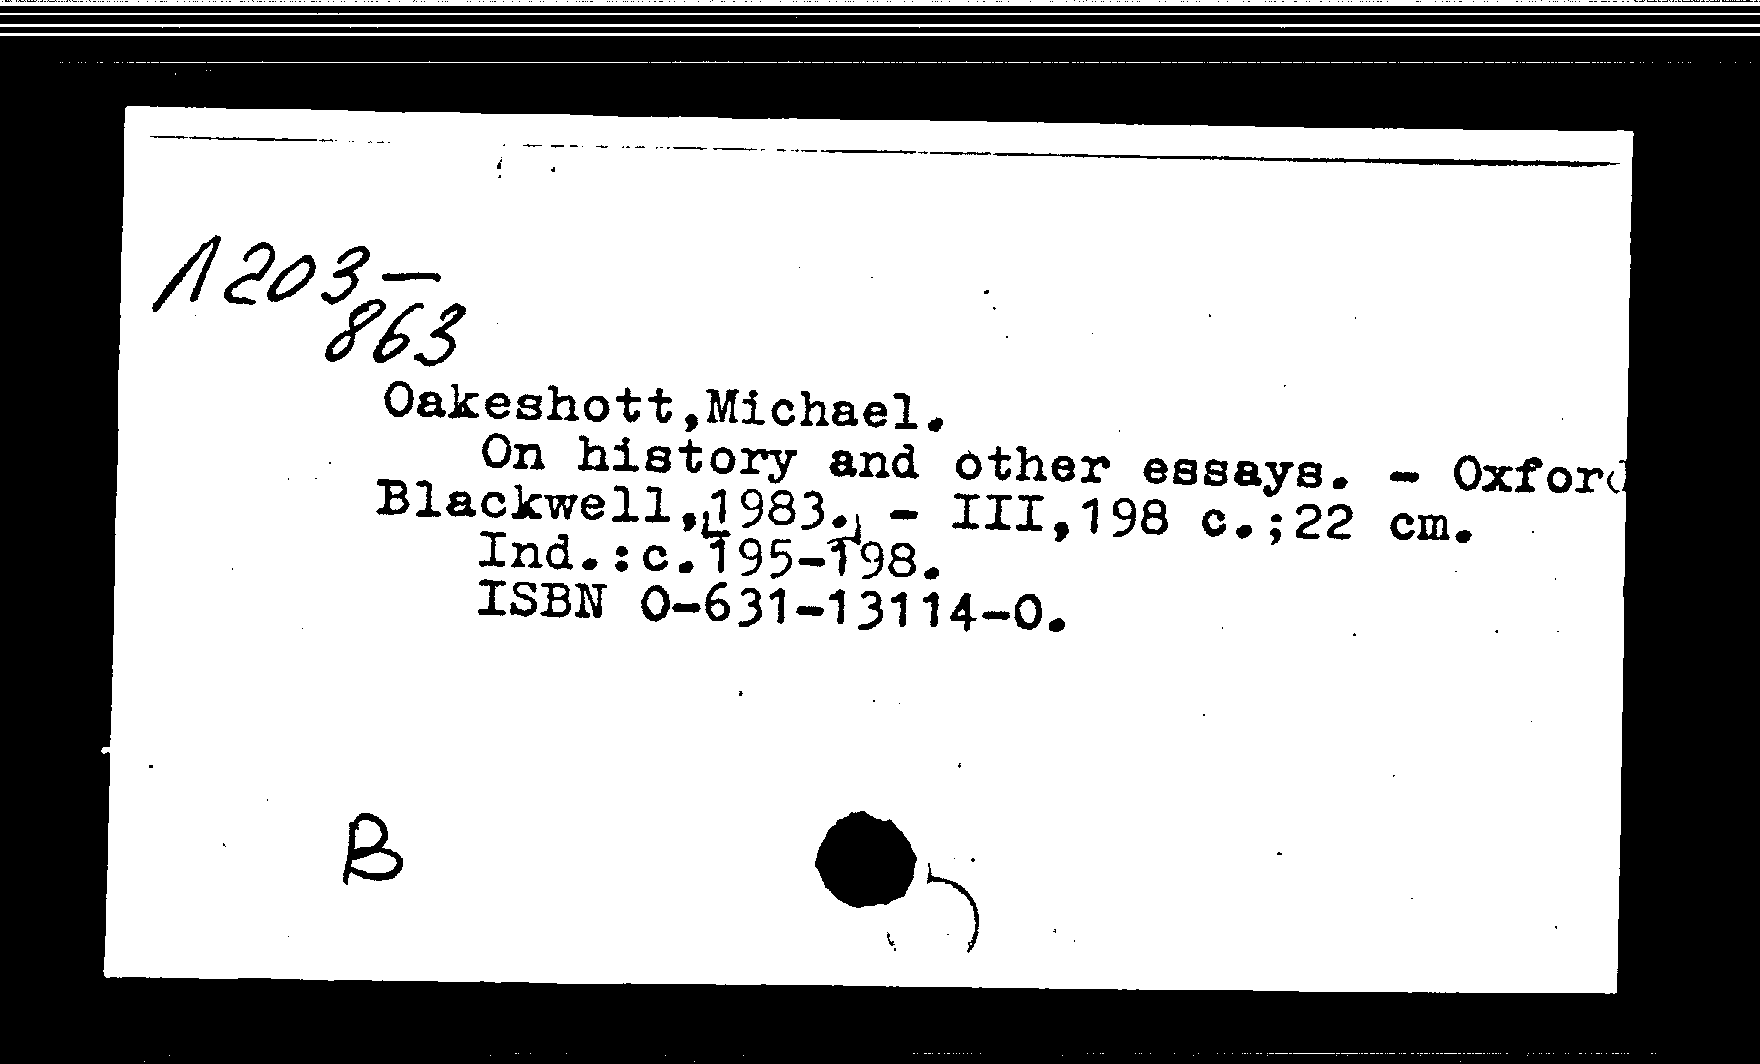 Л203-
863
Oakeshott,Michael.
On history and other essays. - Oxford
Blackwell,1983. - III,198 c.;22 cm.
Ind.:c.195-198.
ISBN 0-631-13114-0.
B